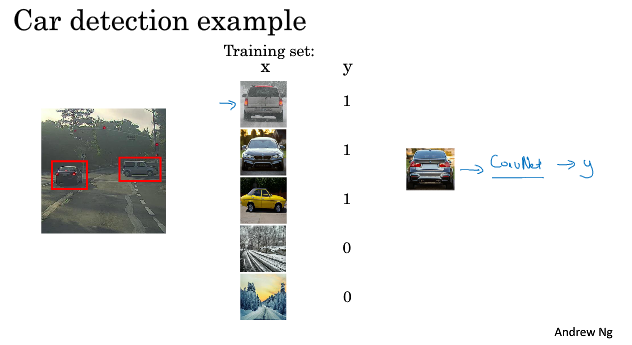 Car detection example
Training set:
x y
→ 1
1
1
0
0
→ ConvNet → y
Andrew Ng